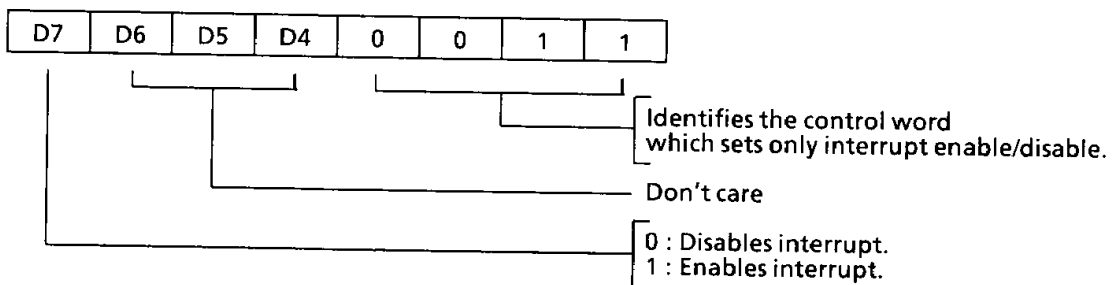 D7 D6 D5 D4 0 0 1 1
Identifies the control word
which sets only interrupt enable/disable.
Don't care
0 : Disables interrupt.
1 : Enables interrupt.